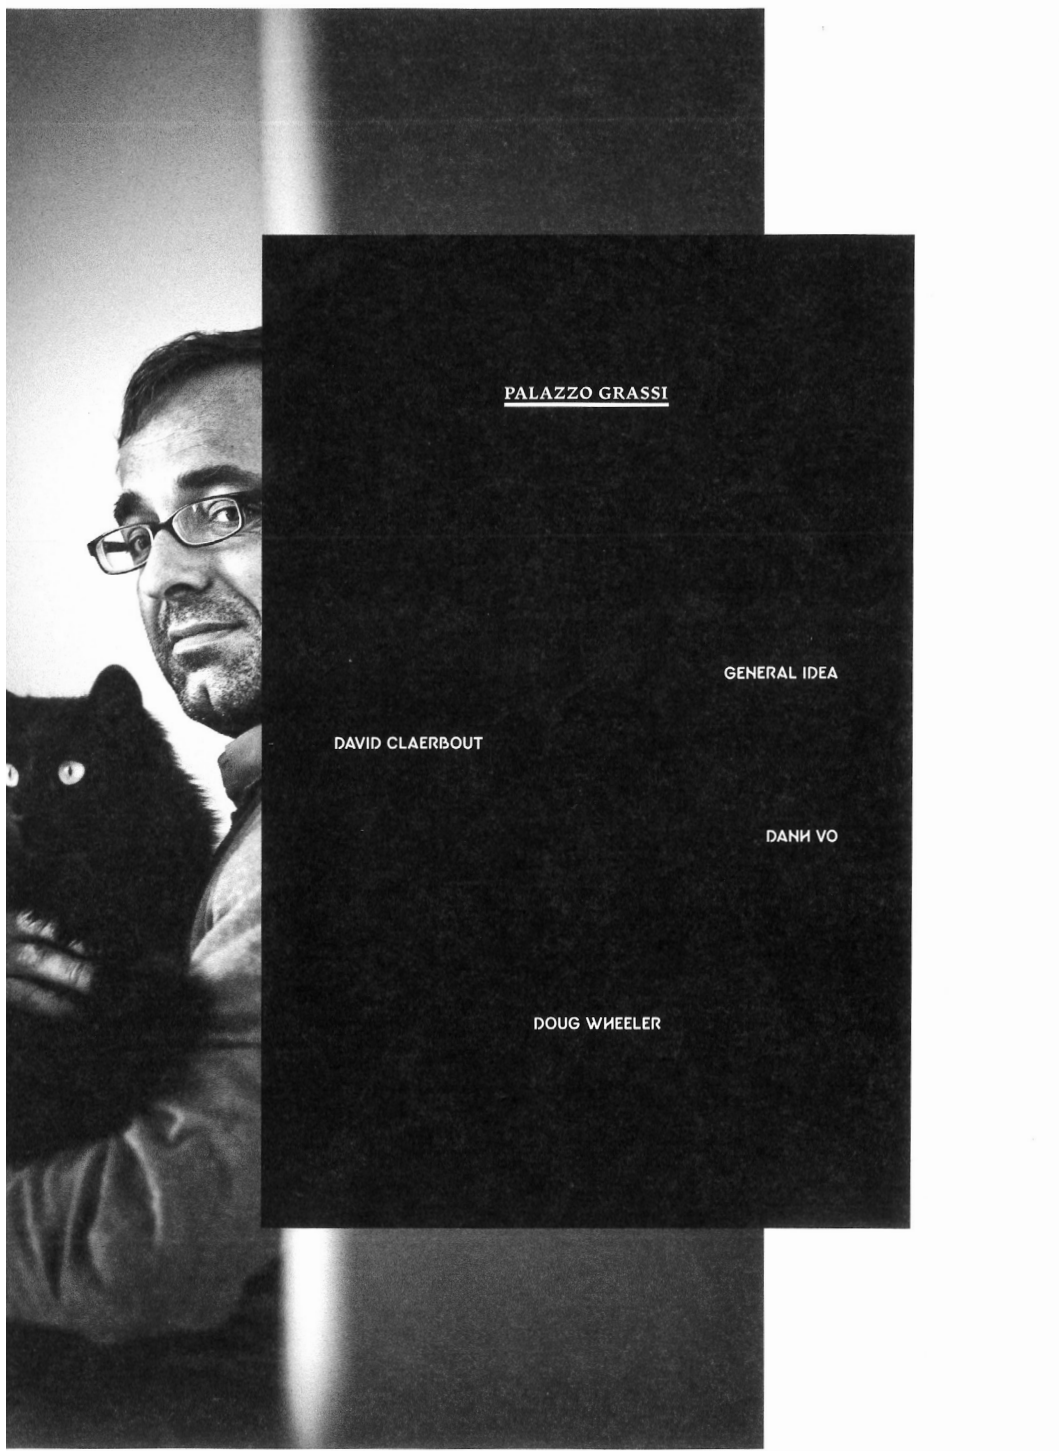 PALAZZO GRASSI
GENERAL IDEA
DAVID CLAERBOUT
DANH VO
DOUG WHEELER